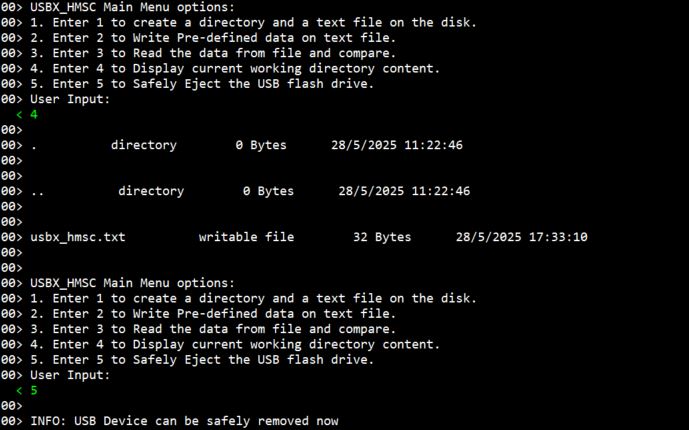 00> USBX_HMSC Main Menu options:
00> 1. Enter 1 to create a directory and a text file on the disk.
00> 2. Enter 2 to Write Pre-defined data on text file.
00> 3. Enter 3 to Read the data from file and compare.
00> 4. Enter 4 to Display current working directory content.
00> 5. Enter 5 to Safely Eject the USB flash drive.
00> User Input:
< 4
00>
00> .          directory        0 Bytes      28/5/2025 11:22:46
00>
00>
00> ..          directory        0 Bytes      28/5/2025 11:22:46
00>
00>
00> usbx_hmsc.txt          writable file        32 Bytes      28/5/2025 17:33:10
00>
00>
00> USBX_HMSC Main Menu options:
00> 1. Enter 1 to create a directory and a text file on the disk.
00> 2. Enter 2 to Write Pre-defined data on text file.
00> 3. Enter 3 to Read the data from file and compare.
00> 4. Enter 4 to Display current working directory content.
00> 5. Enter 5 to Safely Eject the USB flash drive.
00> User Input:
< 5
00>
00> INFO: USB Device can be safely removed now